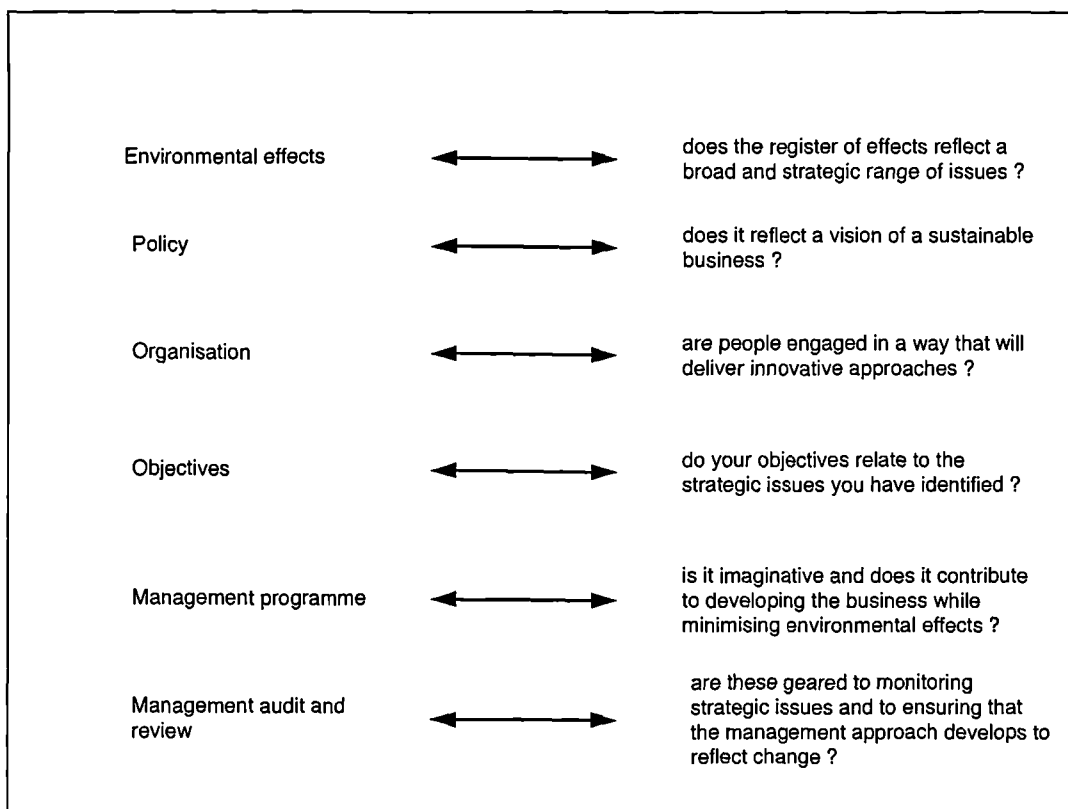 Environmental effects
does the register of effects reflect a
broad and strategic range of issues ?
Policy
does it reflect a vision of a sustainable
business ?
Organisation
are people engaged in a way that will
deliver innovative approaches ?
Objectives
do your objectives relate to the
strategic issues you have identified ?
Management programme
is it imaginative and does it contribute
to developing the business while
minimising environmental effects ?
Management audit and
review
are these geared to monitoring
strategic issues and to ensuring that
the management approach develops to
reflect change ?